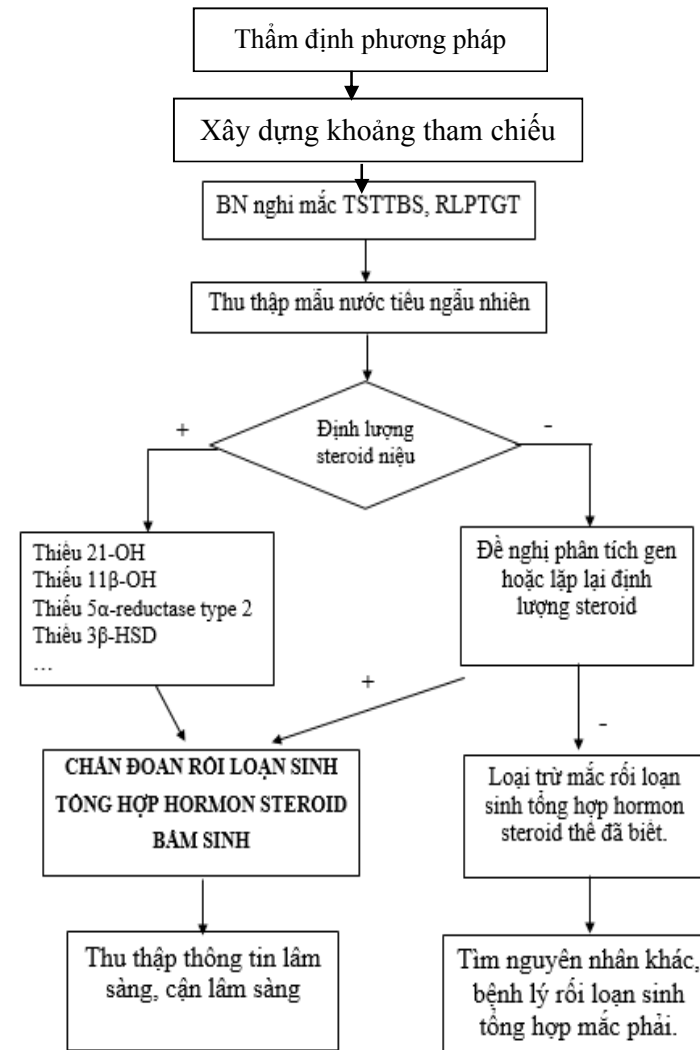 Thẩm định phương pháp
Xây dựng khoảng tham chiếu
BN nghi mắc TSTTBS, RLPTGT
Thu thập mẫu nước tiểu ngẫu nhiên
+
-
Định lượng
steroid niệu
Thiếu 21-OH
Thiếu 11β-OH
Thiếu 5α-reductase type 2
Thiếu 3β-HSD
…
Đề nghị phân tích gen
hoặc lặp lại định
lượng steroid
+
-
CHẨN ĐOÁN RỐI LOẠN SINH
TỔNG HỢP HORMON STEROID
BẨM SINH
Loại trừ mắc rối loạn
sinh tổng hợp hormon
steroid thể đã biết.
Thu thập thông tin lâm
sàng, cận lâm sàng
Tìm nguyên nhân khác,
bệnh lý rối loạn sinh
tổng hợp mắc phải.